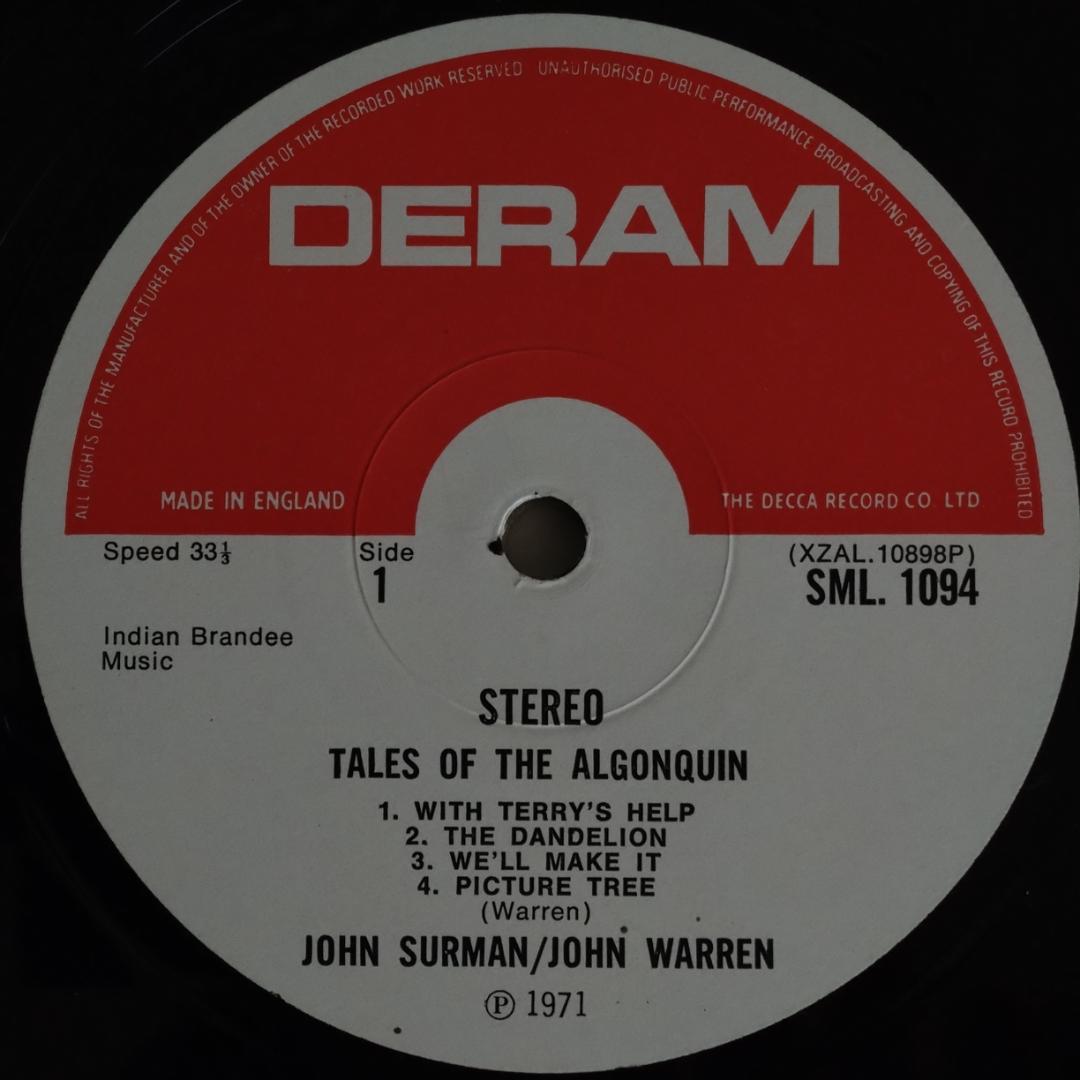 ALL RIGHTS OF THE MANUFACTURER AND OF THE OWNER OF THE RECORDED WORK RESERVED UNAUTHORISED PUBLIC PERFORMANCE BROADCASTING AND COPYING OF THIS RECORD PROHIBITED
DERAM
MADE IN ENGLAND
THE DECCA RECORD CO LTD
Speed 33⅓
Side
1
(XZAL.10898P)
SML. 1094
Indian Brandee
Music
STEREO
TALES OF THE ALGONQUIN
1. WITH TERRY'S HELP
2. THE DANDELION
3. WE'LL MAKE IT
4. PICTURE TREE
(Warren)
JOHN SURMAN/JOHN WARREN
Ⓟ 1971